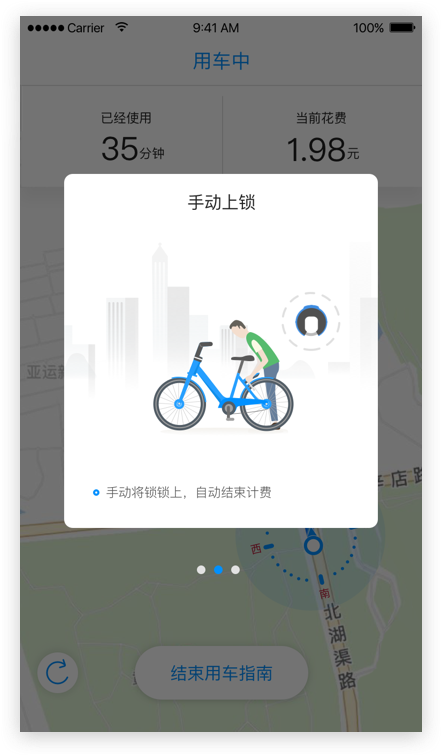 Carrier 9:41 AM 100%
用车中
已经使用 当前花费
35分钟 1.98元
手动上锁
亚运
手动将锁锁上，自动结束计费
辛店路
西
南
北湖渠路
结束用车指南